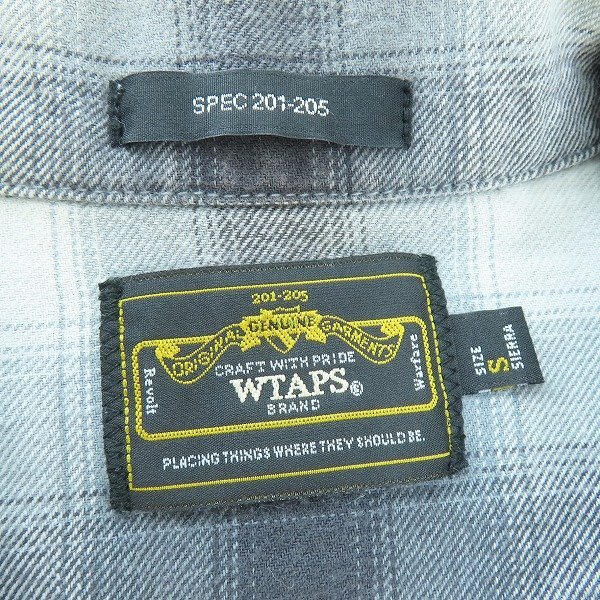 SPEC 201-205
201-205
ORIGINAL GENUINE GARMENTS
CRAFT WITH PRIDE
WTAPS®
BRAND
Revolt
Warfare
PLACING THINGS WHERE THEY SHOULD BE.
SIZE
S
SIERRA